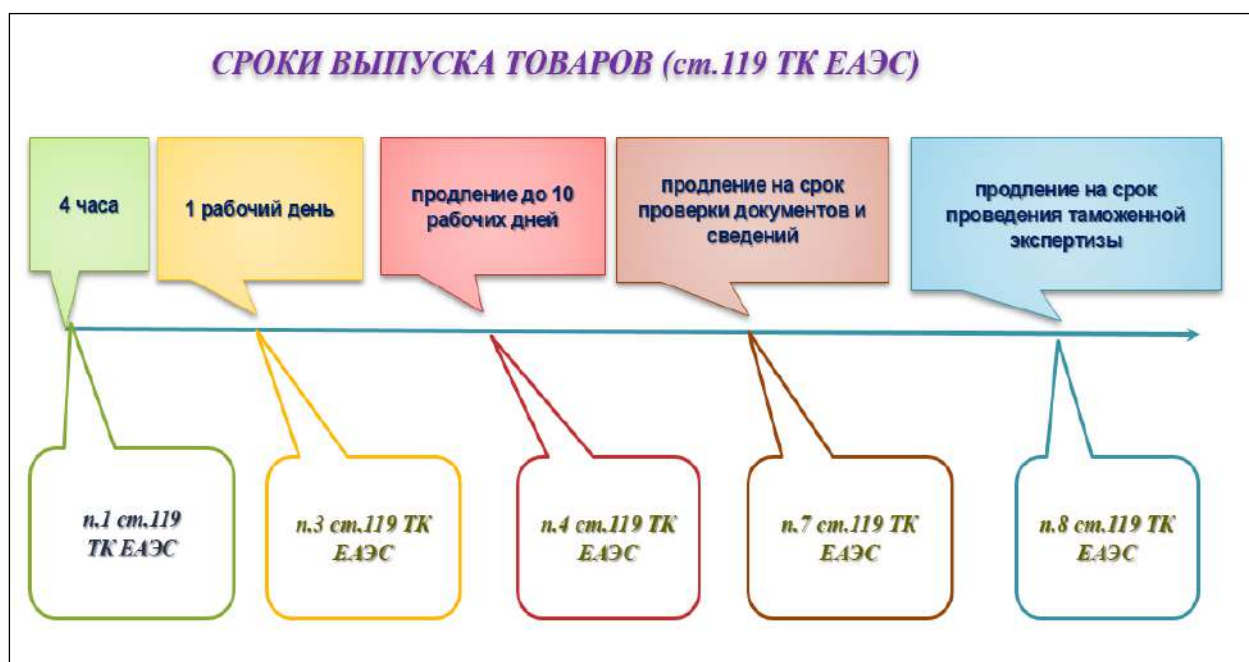 СРОКИ ВЫПУСКА ТОВАРОВ (ст.119 ТК ЕАЭС)
4 часа
1 рабочий день
продление до 10
рабочих дней
продление на срок
проверки документов и
сведений
продление на срок
проведения таможенной
экспертизы
п.1 ст.119
ТК ЕАЭС
п.3 ст.119 ТК
ЕАЭС
п.4 ст.119 ТК
ЕАЭС
п.7 ст.119 ТК
ЕАЭС
п.8 ст.119 ТК
ЕАЭС